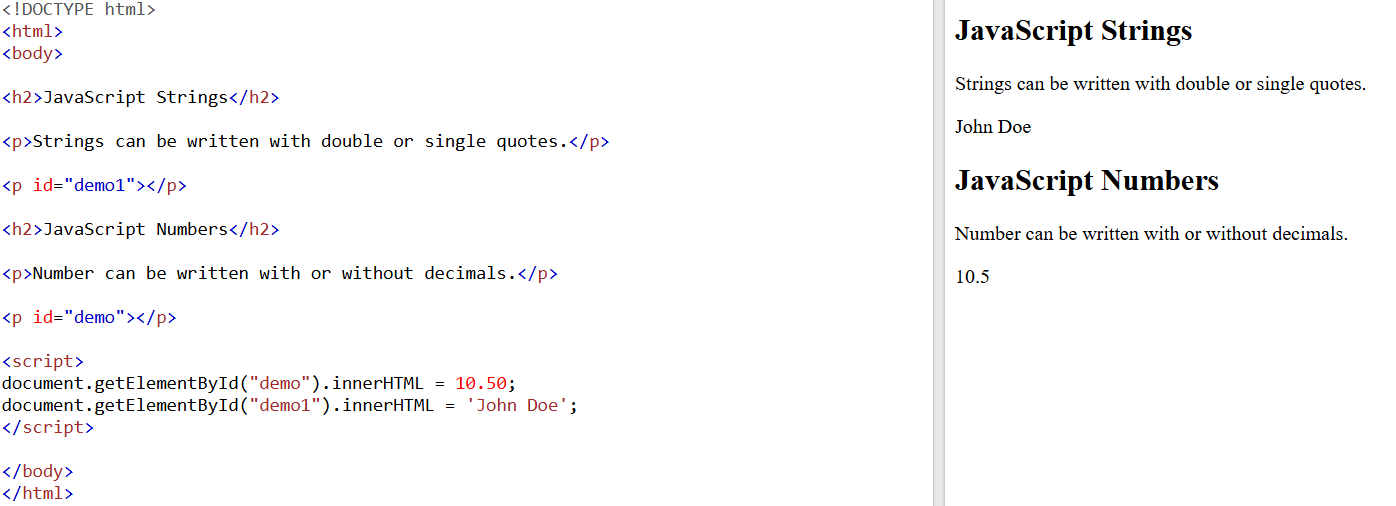 <!DOCTYPE html>
<html>
<body>
<h2>JavaScript Strings</h2>
<p>Strings can be written with double or single quotes.</p>
<p id="demo1"></p>
<h2>JavaScript Numbers</h2>
<p>Number can be written with or without decimals.</p>
<p id="demo"></p>
<script>
document.getElementById("demo").innerHTML = 10.50;
document.getElementById("demo1").innerHTML = 'John Doe';
</script>
</body>
</html>
JavaScript Strings
Strings can be written with double or single quotes.
John Doe
JavaScript Numbers
Number can be written with or without decimals.
10.5